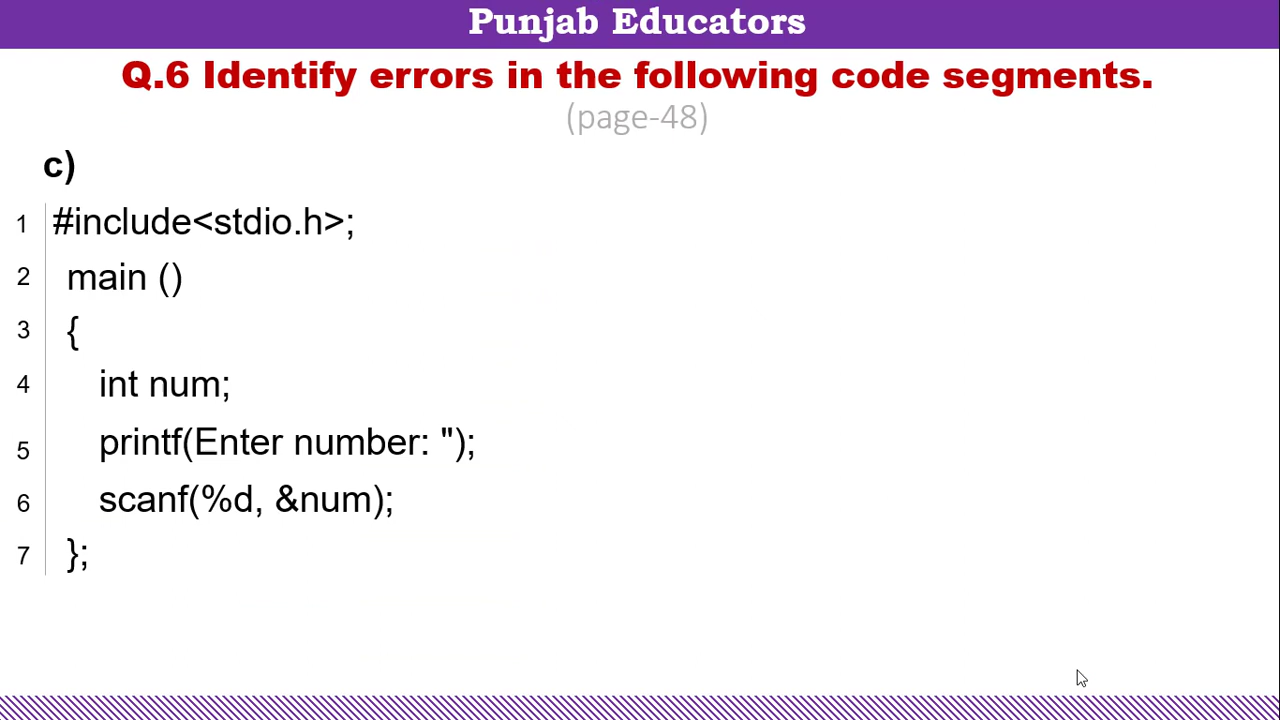 Punjab Educators
Q.6 Identify errors in the following code segments.
(page-48)
c)
1 #include<stdio.h>;
2 main ()
3 {
4 int num;
5 printf(Enter number: ");
6 scanf(%d, &num);
7 };